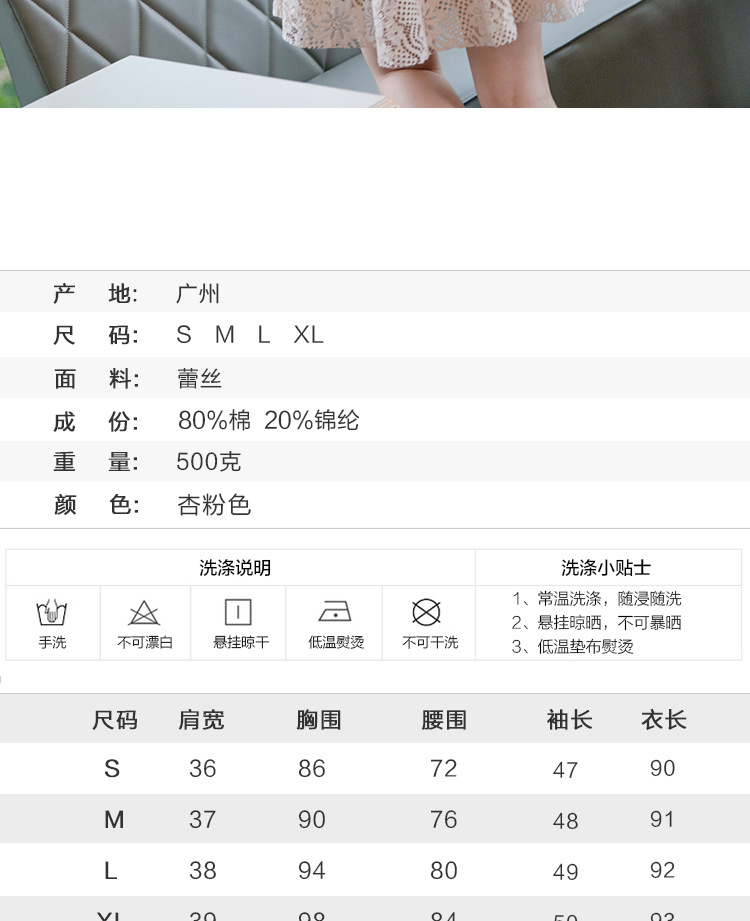 产 地: 广州
尺 码: S M L XL
面 料: 蕾丝
成 份: 80%棉 20%锦纶
重 量: 500克
颜 色: 杏粉色
洗涤说明 洗涤小贴士
手洗 不可漂白 悬挂晾干 低温熨烫 不可干洗
1、常温洗涤，随浸随洗
2、悬挂晾晒，不可暴晒
3、低温垫布熨烫
尺码 肩宽 胸围 腰围 袖长 衣长
S 36 86 72 47 90
M 37 90 76 48 91
L 38 94 80 49 92
XL 39 98 84 50 93